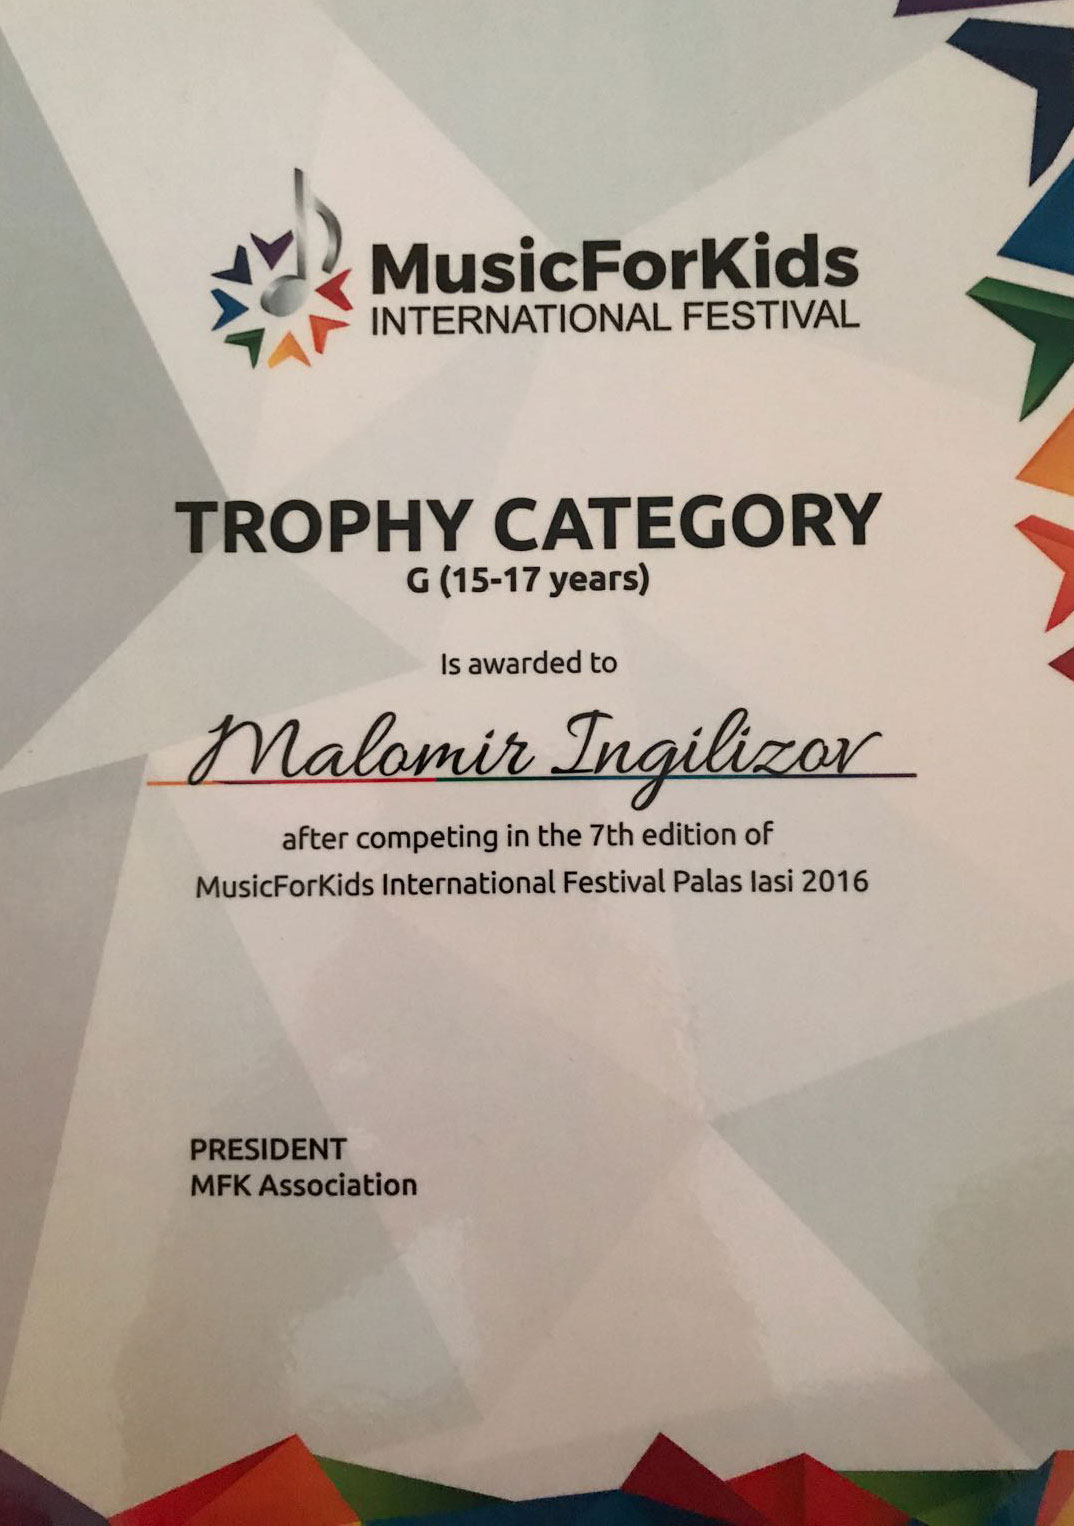 MusicForKids
INTERNATIONAL FESTIVAL
TROPHY CATEGORY
G (15-17 years)
Is awarded to
Malomir Ingilizov
after competing in the 7th edition of
MusicForKids International Festival Palas Iasi 2016
PRESIDENT
MFK Association